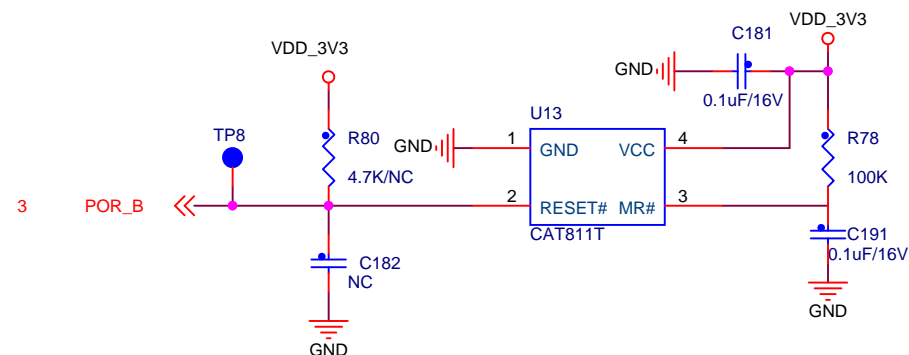 C181
VDD_3V3
VDD_3V3
GND
0.1uF/16V
U13
TP8
R80
1
GND
GND
VCC
4
R78
4.7K/NC
100K
3
POR_B
2
RESET#
MR#
3
CAT811T
C191
0.1uF/16V
C182
NC
GND
GND